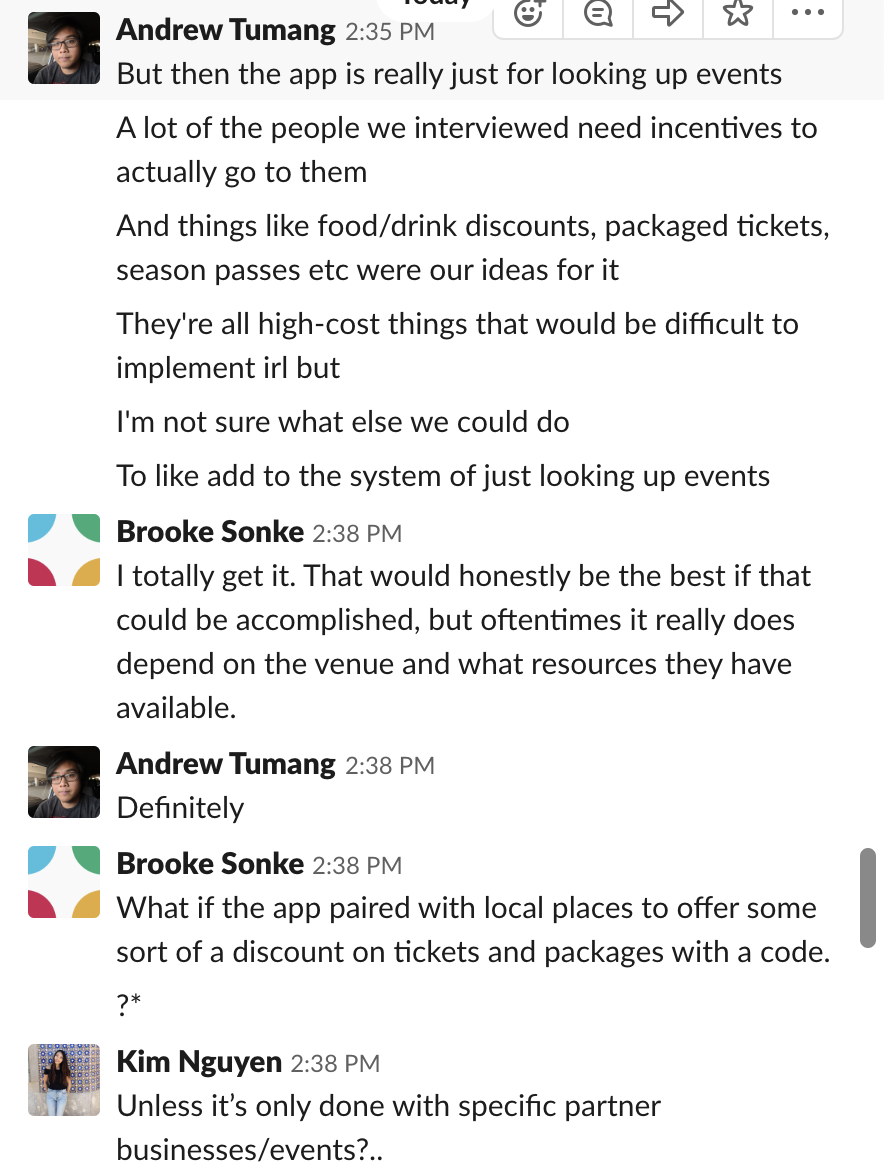 Today
Andrew Tumang 2:35 PM
But then the app is really just for looking up events
A lot of the people we interviewed need incentives to
actually go to them
And things like food/drink discounts, packaged tickets,
season passes etc were our ideas for it
They're all high-cost things that would be difficult to
implement irl but
I'm not sure what else we could do
To like add to the system of just looking up events
Brooke Sonke 2:38 PM
I totally get it. That would honestly be the best if that
could be accomplished, but oftentimes it really does
depend on the venue and what resources they have
available.
Andrew Tumang 2:38 PM
Definitely
Brooke Sonke 2:38 PM
What if the app paired with local places to offer some
sort of a discount on tickets and packages with a code.
?*
Kim Nguyen 2:38 PM
Unless it’s only done with specific partner
businesses/events?..